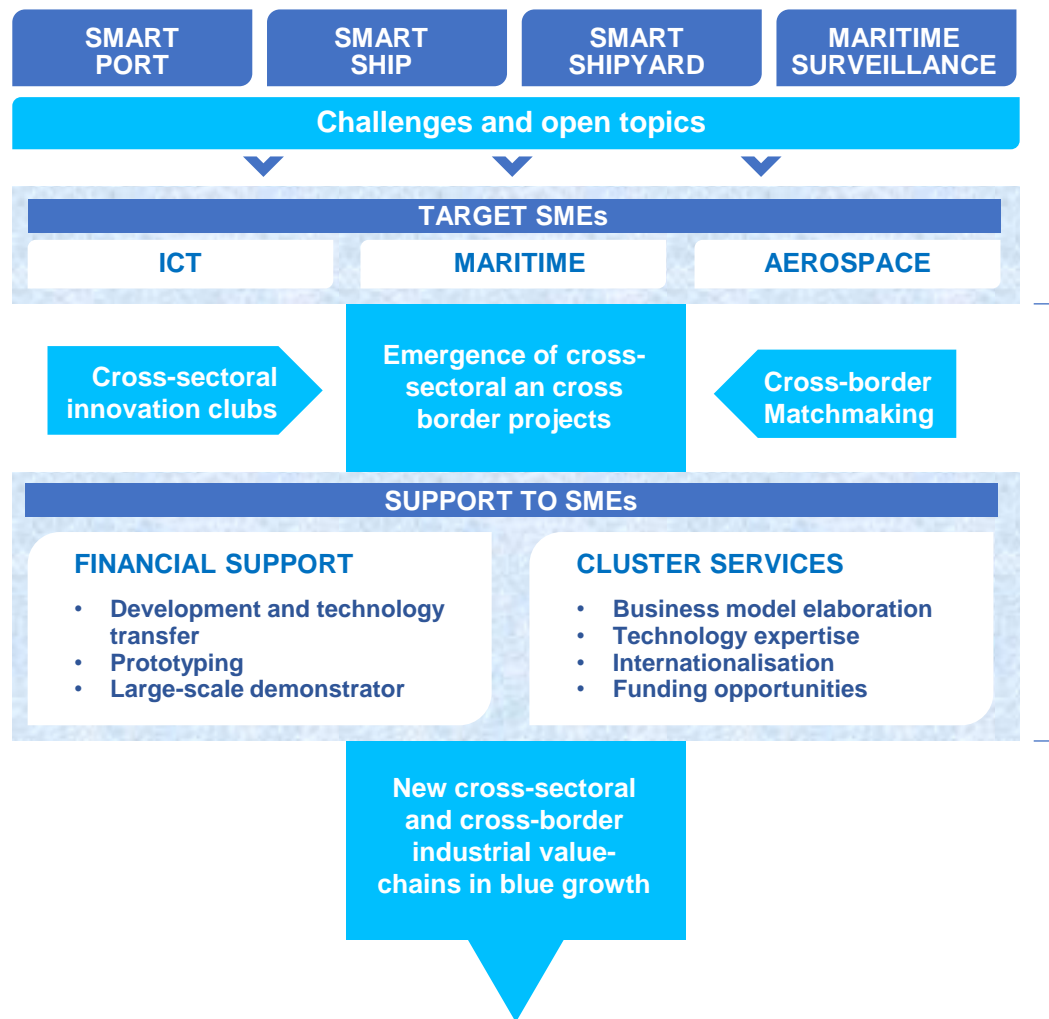 SMART
PORT
SMART
SHIP
SMART
SHIPYARD
MARITIME
SURVEILLANCE
Challenges and open topics
TARGET SMEs
ICT
MARITIME
AEROSPACE
Cross-sectoral
innovation clubs
Emergence of cross-
sectoral an cross
border projects
Cross-border
Matchmaking
SUPPORT TO SMEs
FINANCIAL SUPPORT
• Development and technology
transfer
• Prototyping
• Large-scale demonstrator
CLUSTER SERVICES
• Business model elaboration
• Technology expertise
• Internationalisation
• Funding opportunities
New cross-sectoral
and cross-border
industrial value-
chains in blue growth